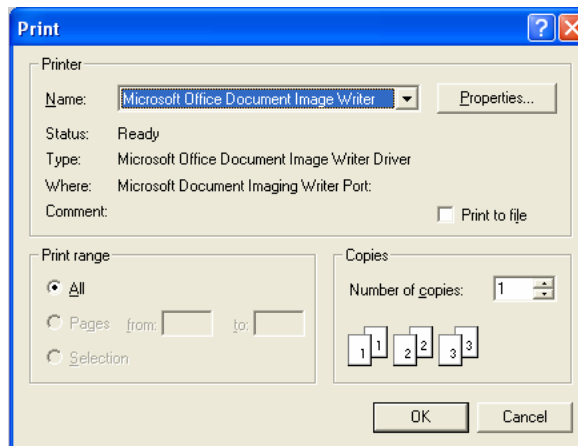 Print
Printer
Name: Microsoft Office Document Image Writer Properties...
Status: Ready
Type: Microsoft Office Document Image Writer Driver
Where: Microsoft Document Imaging Writer Port:
Comment: Print to file
Print range
All
Pages from: to:
Selection
Copies
Number of copies: 1
1 1 2 2 3 3
OK Cancel